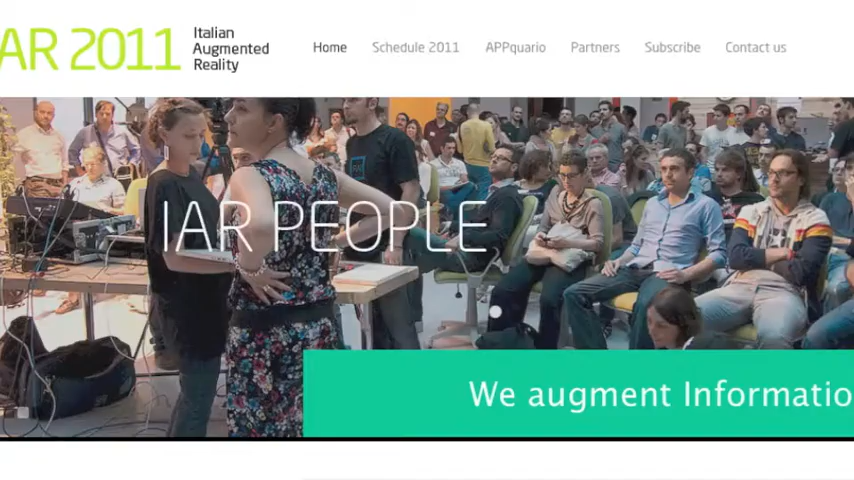 AR 2011
Italian
Augmented
Reality
Home Schedule 2011 APPquario Partners Subscribe Contact us
IAR PEOPLE
We augment Informatio